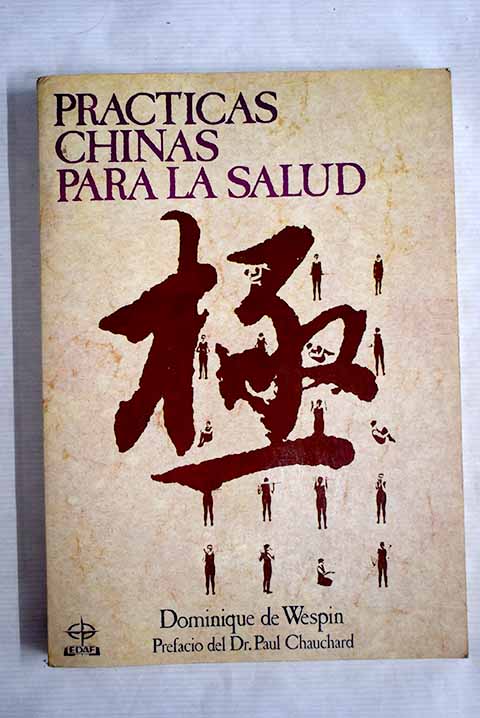 PRACTICAS
CHINAS
PARA LA SALUD
極
Dominique de Wespin
Prefacio del Dr. Paul Chauchard
EDAF